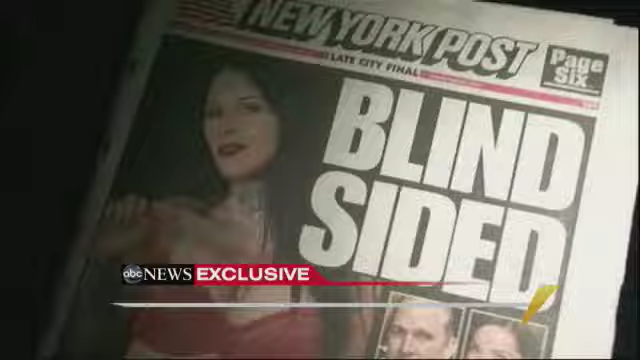 NEW YORK POST
LATE CITY FINAL
Page
Six
BLIND
SIDED
abc NEWS EXCLUSIVE